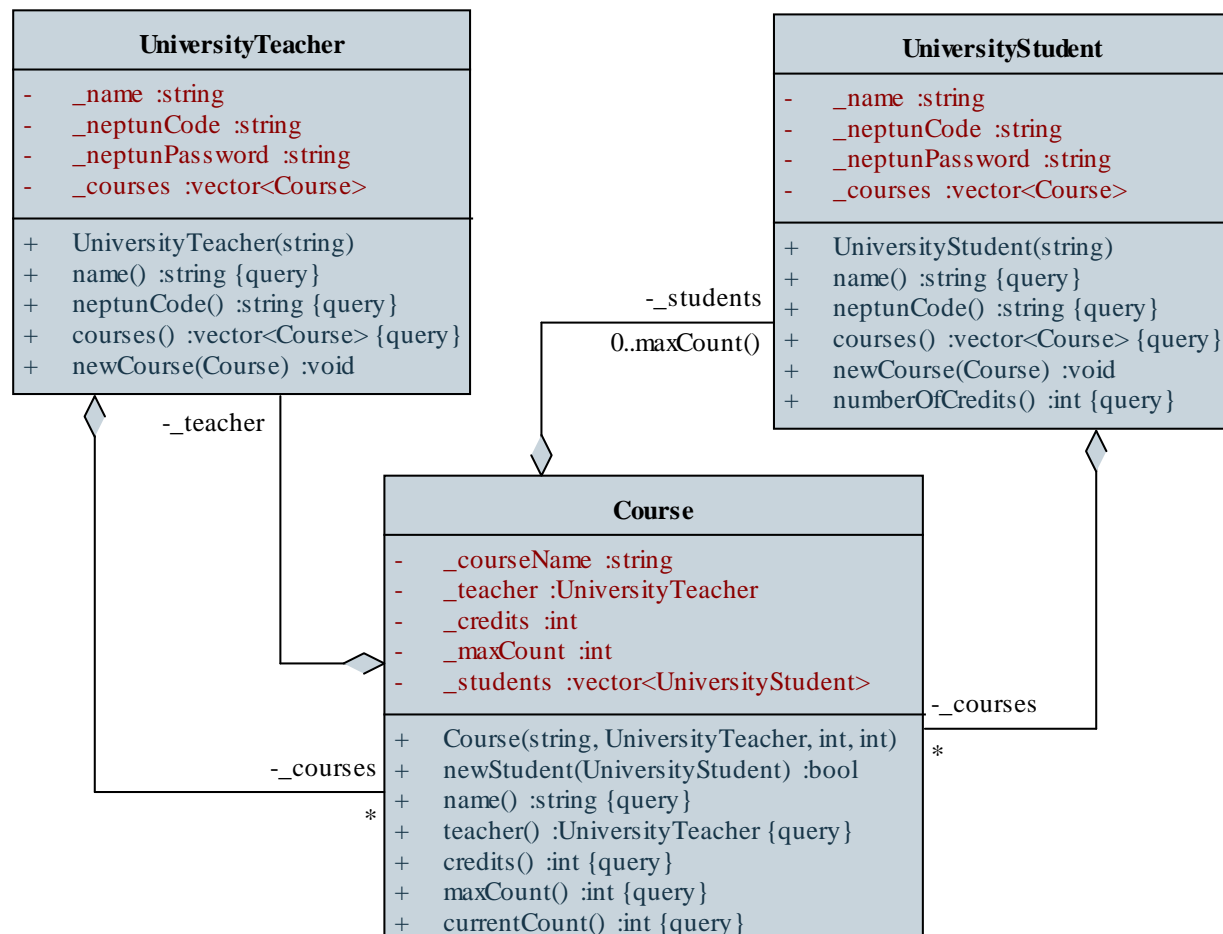 UniversityTeacher
- _name :string
- _neptunCode :string
- _neptunPassword :string
- _courses :vector<Course>
+ UniversityTeacher(string)
+ name() :string {query}
+ neptunCode() :string {query}
+ courses() :vector<Course> {query}
+ newCourse(Course) :void
UniversityStudent
- _name :string
- _neptunCode :string
- _neptunPassword :string
- _courses :vector<Course>
+ UniversityStudent(string)
+ name() :string {query}
+ neptunCode() :string {query}
+ courses() :vector<Course> {query}
+ newCourse(Course) :void
+ numberOfCredits() :int {query}
-_students
0..maxCount()
-_teacher
Course
- _courseName :string
- _teacher :UniversityTeacher
- _credits :int
- _maxCount :int
- _students :vector<UniversityStudent>
+ Course(string, UniversityTeacher, int, int)
+ newStudent(UniversityStudent) :bool
+ name() :string {query}
+ teacher() :UniversityTeacher {query}
+ credits() :int {query}
+ maxCount() :int {query}
+ currentCount() :int {query}
-_courses
*
-_courses
*